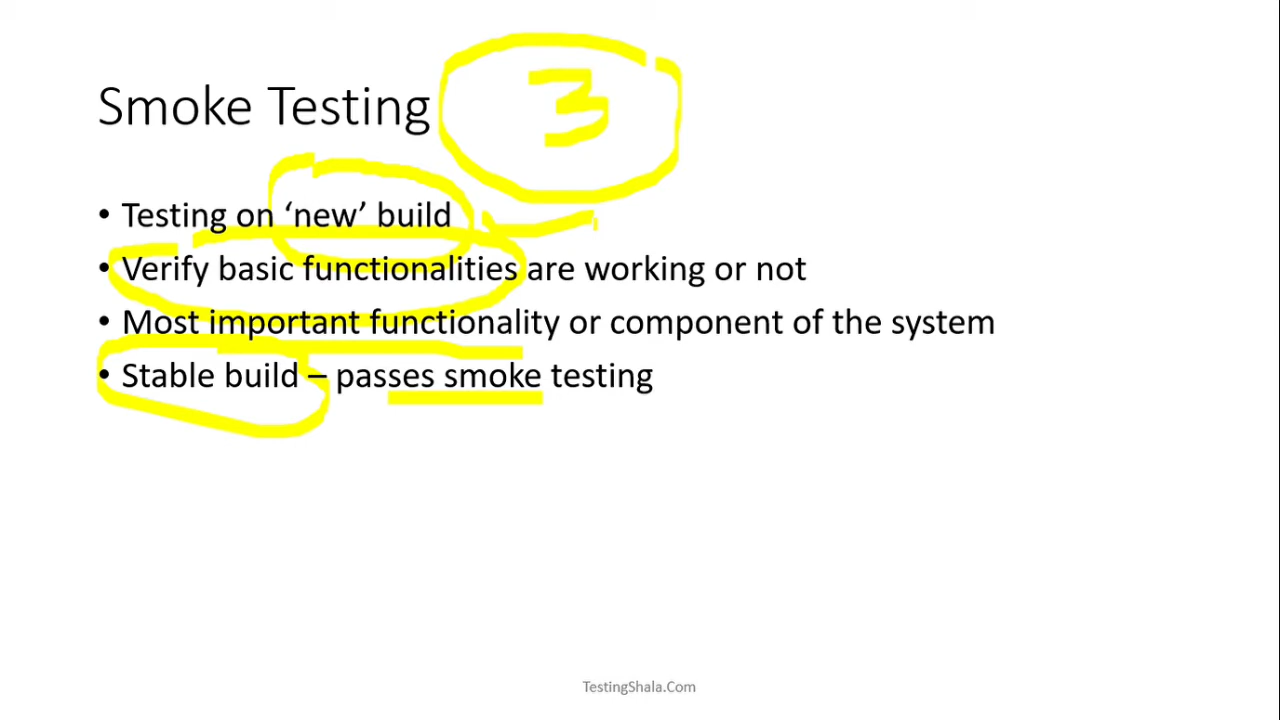 Smoke Testing 3
• Testing on ‘new’ build
• Verify basic functionalities are working or not
• Most important functionality or component of the system
• Stable build – passes smoke testing
TestingShala.Com